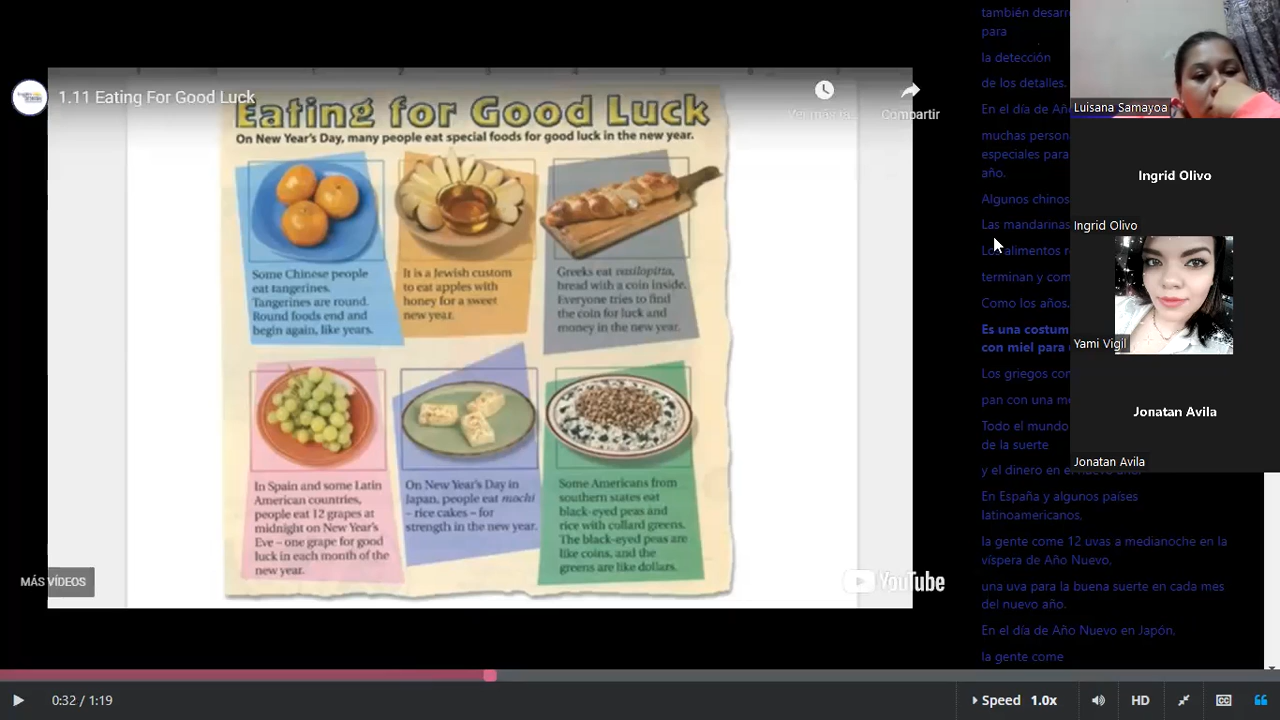 1.11 Eating For Good Luck
Compartir
Eating for Good Luck
On New Year's Day, many people eat special foods for good luck in the new year.
Some Chinese people
eat tangerines.
Tangerines are round.
Round foods end and
begin again, like years.
It is a Jewish custom
to eat apples with
honey for a sweet
new year.
Greeks eat vasilopitta,
bread with a coin inside.
Everyone tries to find
the coin for luck and
money in the new year.
In Spain and some Latin
American countries,
people eat 12 grapes at
midnight on New Year's
Eve – one grape for good
luck in each month of the
new year.
On New Year's Day in
Japan, people eat mochi
– rice cakes – for
strength in the new year.
Some Americans from
southern states eat
black-eyed peas and
rice with collard greens.
The black-eyed peas are
like coins, and the
greens are like dollars.
MÁS VÍDEOS
YouTube
también desarr
para
la detección
de los detalles.
En el día de Añ
muchas person
especiales para
año.
Algunos chinos
Las mandarinas
Los alimentos r
terminan y com
Como los años.
Es una costum
con miel para
Los griegos con
pan con una m
Todo el mundo
de la suerte
y el dinero en el nuevo año.
En España y algunos países
latinoamericanos,
la gente come 12 uvas a medianoche en la
víspera de Año Nuevo,
una uva para la buena suerte en cada mes
del nuevo año.
En el día de Año Nuevo en Japón,
la gente come
Luisana Samayoa
Ingrid Olivo
Ingrid Olivo
Yami Vigil
Jonatan Avila
Jonatan Avila
0:32 / 1:19
Speed 1.0x
HD
CC